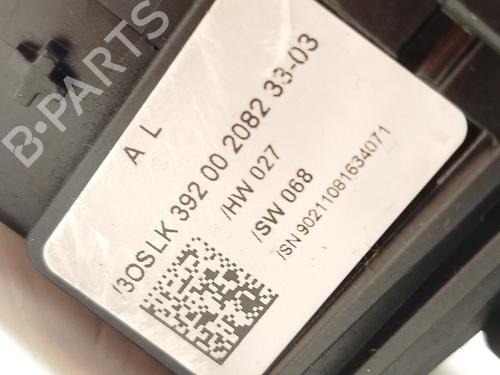 B-PARTS
A L
/3OSLK 392 00 2082 33-03
/HW 027
/SW 068
/SN 90211081634071